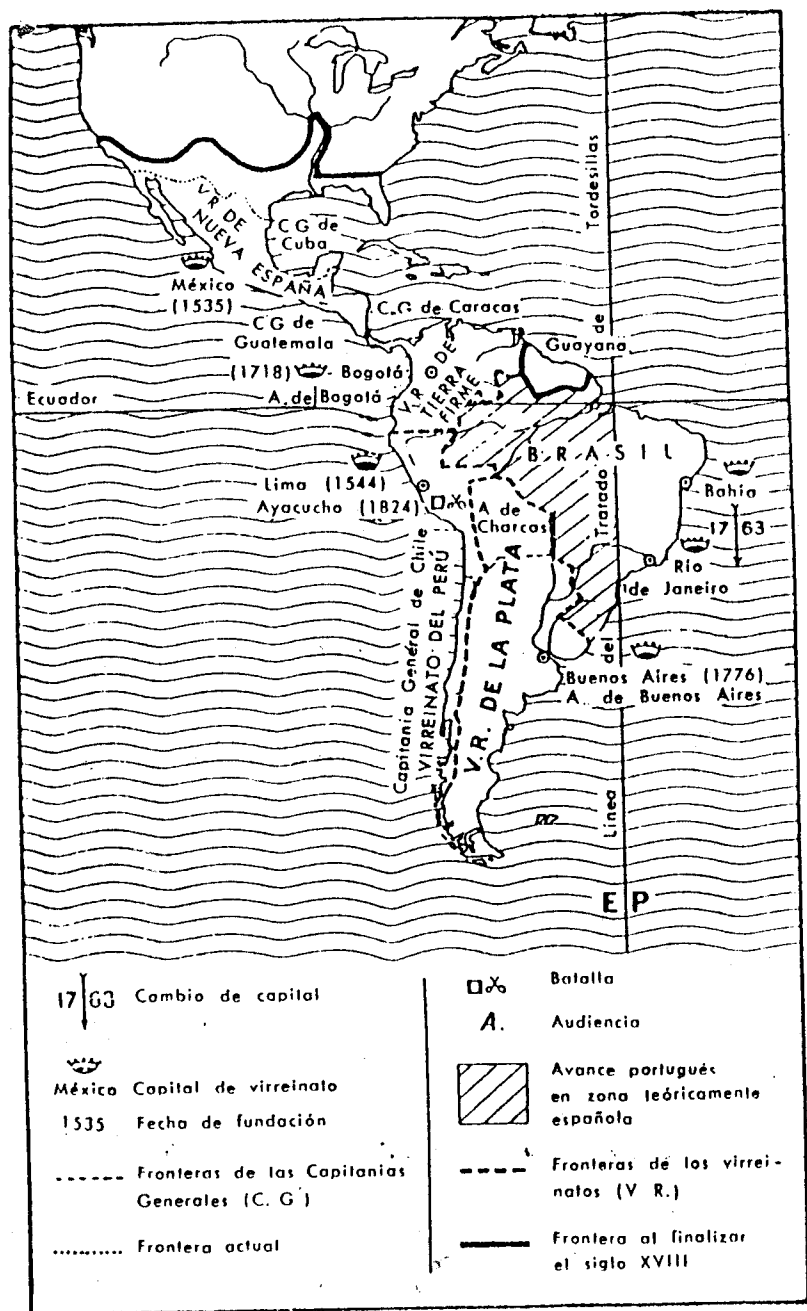 Tordesillas
V R DE
NUEVA ESPAÑA
C G de
Cuba
México
(1535)
C.G de Caracas
C G de
Guatemala
de
Guayana
(1718) Bogotá
A. de Bogotá
V.R. DE
TIERRA
FIRME
Ecuador
BRASIL
Lima (1544)
Ayacucho (1824)
A de
Charcas
Bahía
17 63
Tratado
Río
de Janeiro
Capitanía General de Chile
VIRREINATO DEL PERÚ
V.R. DE LA PLATA
del
Buenos Aires (1776)
A. de Buenos Aires
Línea
E P
17 63 Cambio de capital
México Capital de virreinato
1535 Fecha de fundación
Fronteras de las Capitanias
Generales (C. G )
Frontera actual
Batalla
A. Audiencia
Avance portugués
en zona teóricamente
española
Fronteras de los virrei-
natos (V R.)
Frontera al finalizar
el siglo XVIII